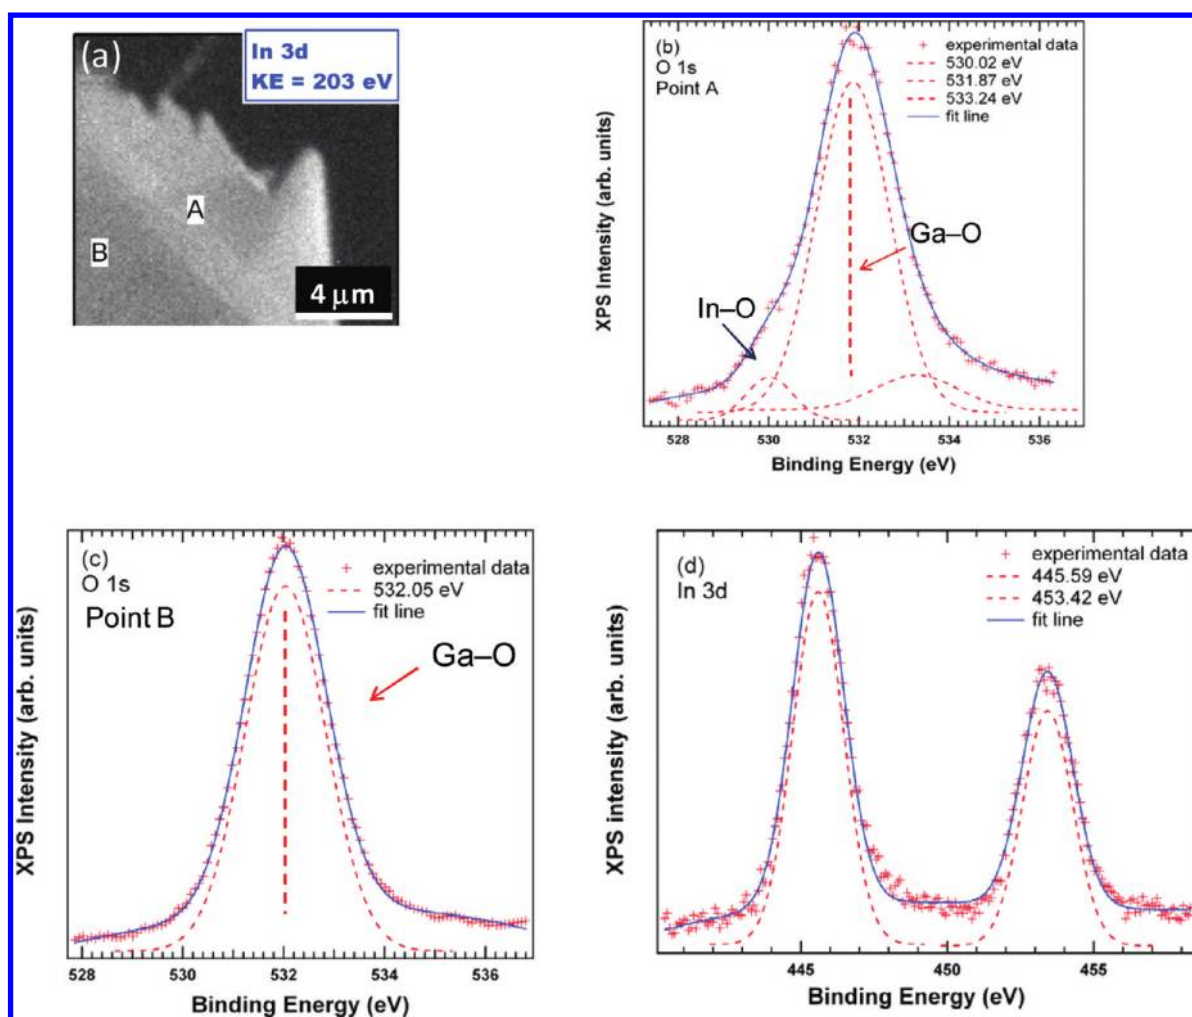 (a)
In 3d
KE = 203 eV
A
B
4 μm
(b)
O 1s
Point A
experimental data
530.02 eV
531.87 eV
533.24 eV
fit line
Ga–O
In–O
XPS Intensity (arb. units)
528 530 532 534 536
Binding Energy (eV)
(c)
O 1s
Point B
experimental data
532.05 eV
fit line
Ga–O
XPS Intensity (arb. units)
528 530 532 534 536
Binding Energy (eV)
(d)
In 3d
experimental data
445.59 eV
453.42 eV
fit line
XPS intensity (arb. units)
445 450 455
Binding Energy (eV)